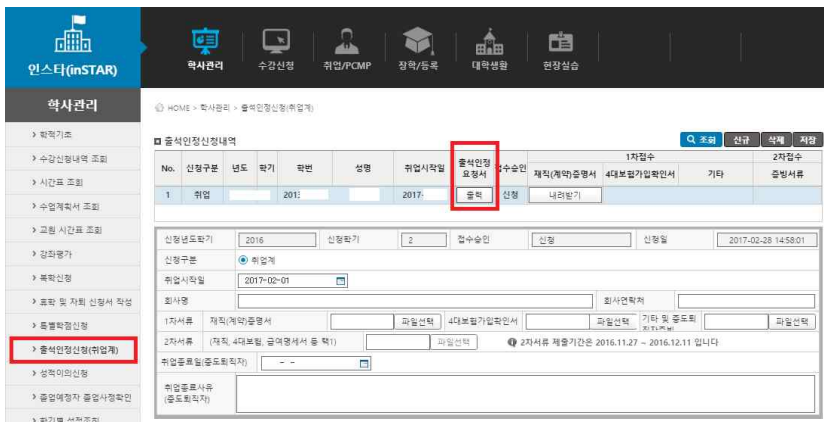 인스타(inSTAR)
학사관리
수강신청
취업/PCMP
장학/등록
대학생활
현장실습
학사관리
HOME > 학사관리 > 출석인정신청(취업계)
> 학적기초
> 수강신청내역 조회
> 시간표 조회
> 수업계획서 조회
> 교원 시간표 조회
> 강좌평가
> 복학신청
> 휴학 및 자퇴 신청서 작성
> 특별학점신청
> 출석인정신청(취업계)
> 성적이의신청
> 졸업예정자 졸업사정확인
> 학기별 성적조회
출석인정신청내역
조회 신규 삭제 저장
No. 신청구분 년도 학기 학번 성명 취업시작일 출석인정 요청서 접수승인 1차접수 2차접수
재직(계약)증명서 4대보험가입확인서 기타 증빙서류
1 취업 2017- 출력 신청 내려받기
신청년도학기 2016 신청학기 2 접수승인 신청 신청일 2017-02-28 14:58:01
신청구분 취업계
취업시작일 2017-02-01
회사명 회사연락처
1차서류 재직(계약)증명서 파일선택 4대보험가입확인서 파일선택 기타 및 중도퇴 파일선택
2차서류 (재직, 4대보험, 급여명세서 등 택1) 파일선택 2차서류 제출기간은 2016.11.27 ~ 2016.12.11 입니다
취업종료일(중도퇴직자) - -
취업종료사유
(중도퇴직자)